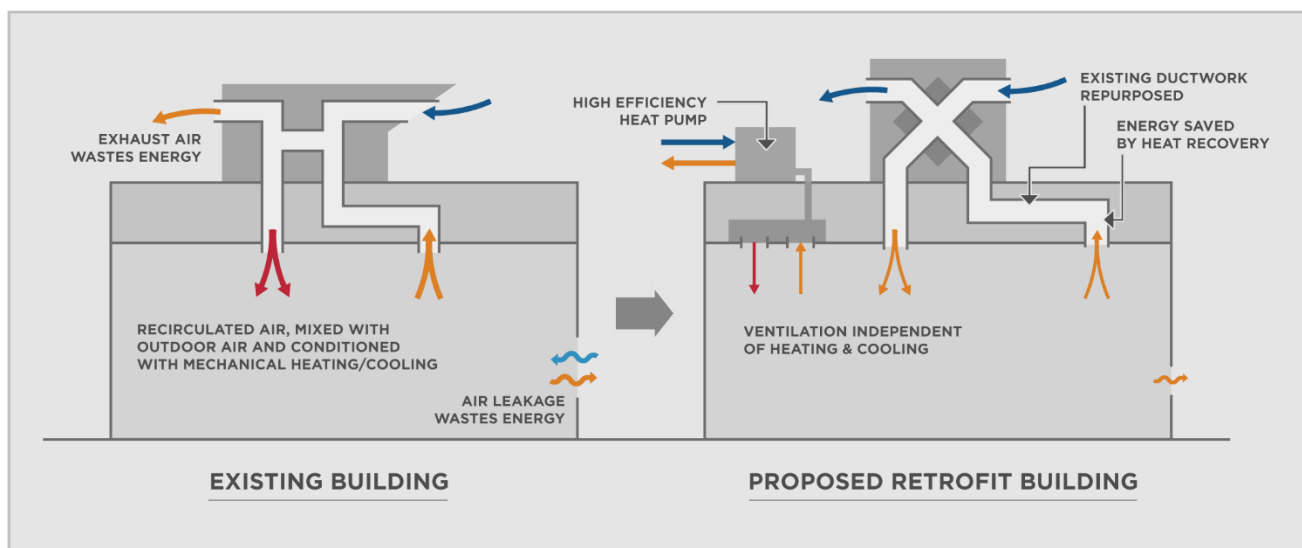 EXHAUST AIR
WASTES ENERGY
RECIRCULATED AIR, MIXED WITH
OUTDOOR AIR AND CONDITIONED
WITH MECHANICAL HEATING/COOLING
AIR LEAKAGE
WASTES ENERGY
EXISTING BUILDING
HIGH EFFICIENCY
HEAT PUMP
EXISTING DUCTWORK
REPURPOSED
ENERGY SAVED
BY HEAT RECOVERY
VENTILATION INDEPENDENT
OF HEATING & COOLING
PROPOSED RETROFIT BUILDING